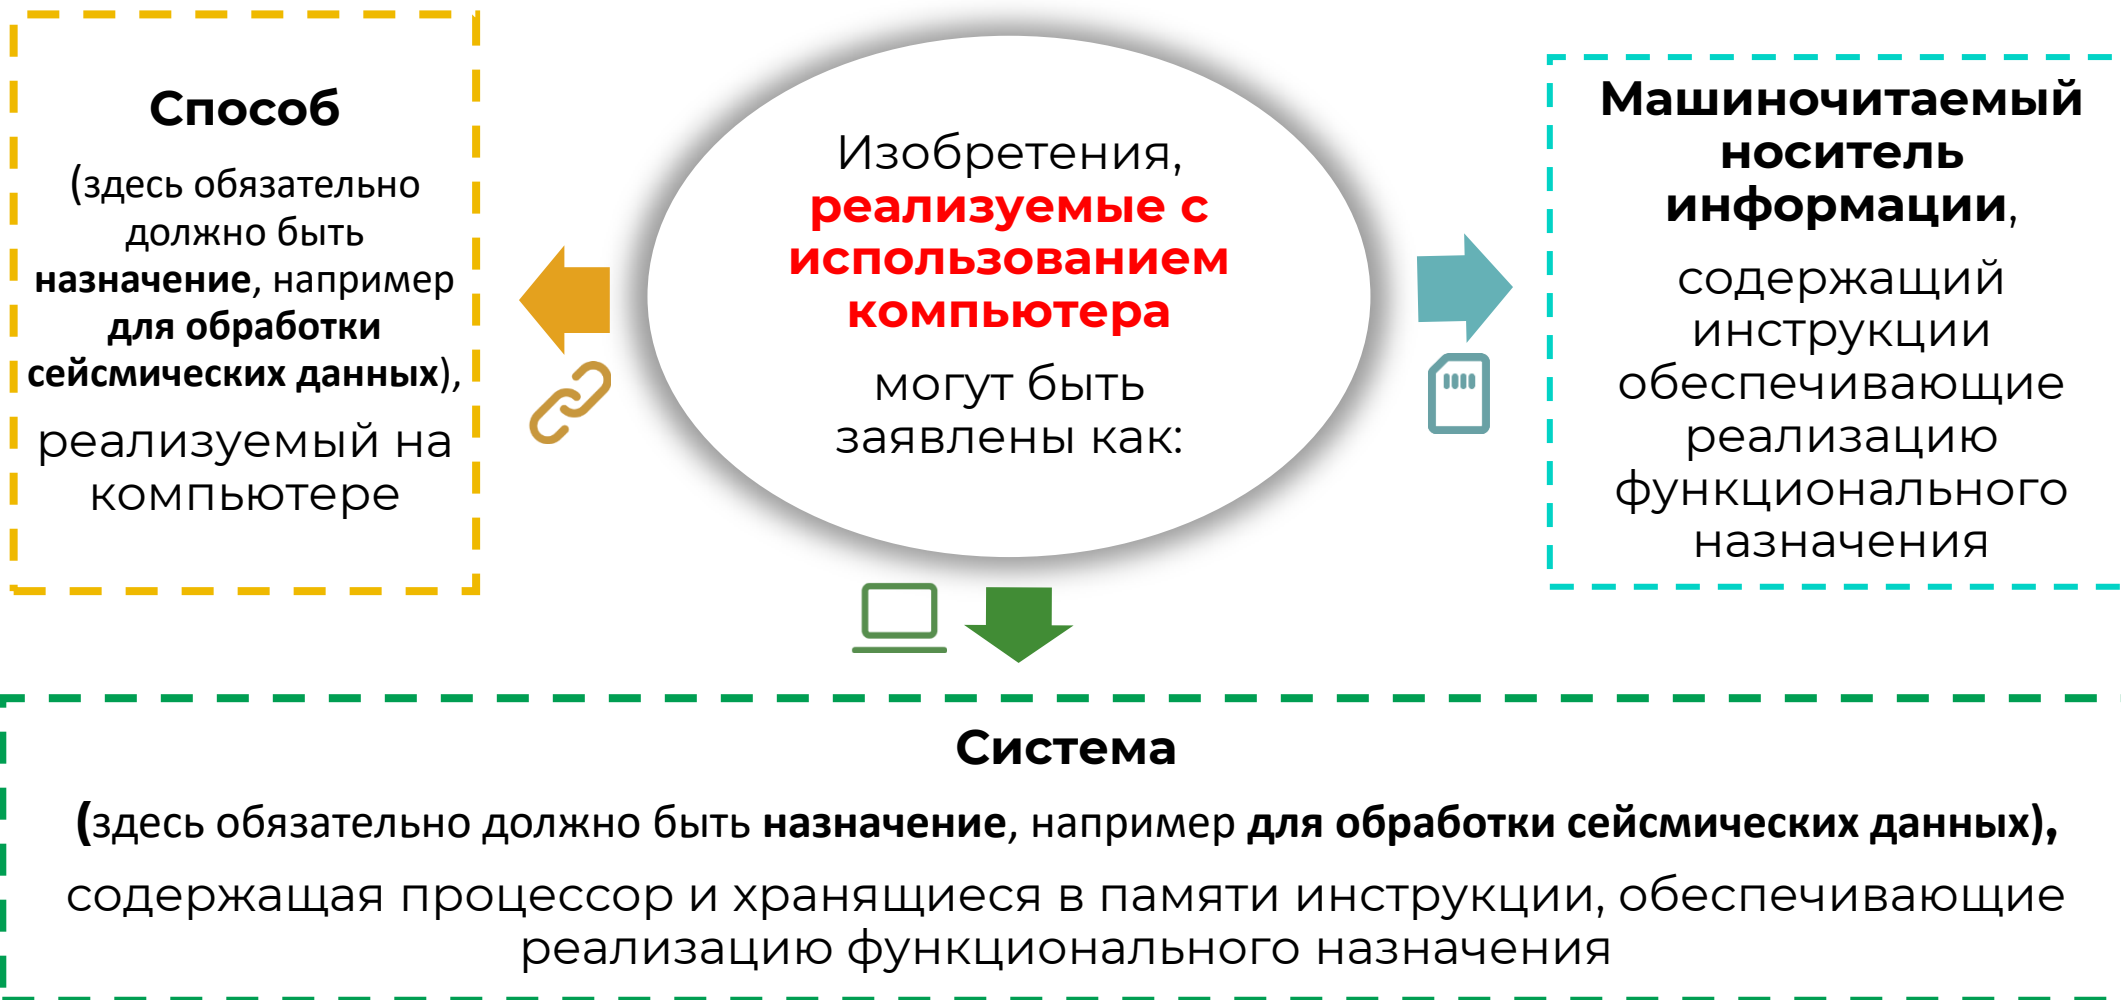 Способ
(здесь обязательно
должно быть
назначение, например
для обработки
сейсмических данных),
реализуемый на
компьютере
Изобретения,
реализуемые с
использованием
компьютера
могут быть
заявлены как:
Машиночитаемый
носитель
информации,
содержащий
инструкции
обеспечивающие
реализацию
функционального
назначения
Система
(здесь обязательно должно быть назначение, например для обработки сейсмических данных),
содержащая процессор и хранящиеся в памяти инструкции, обеспечивающие
реализацию функционального назначения